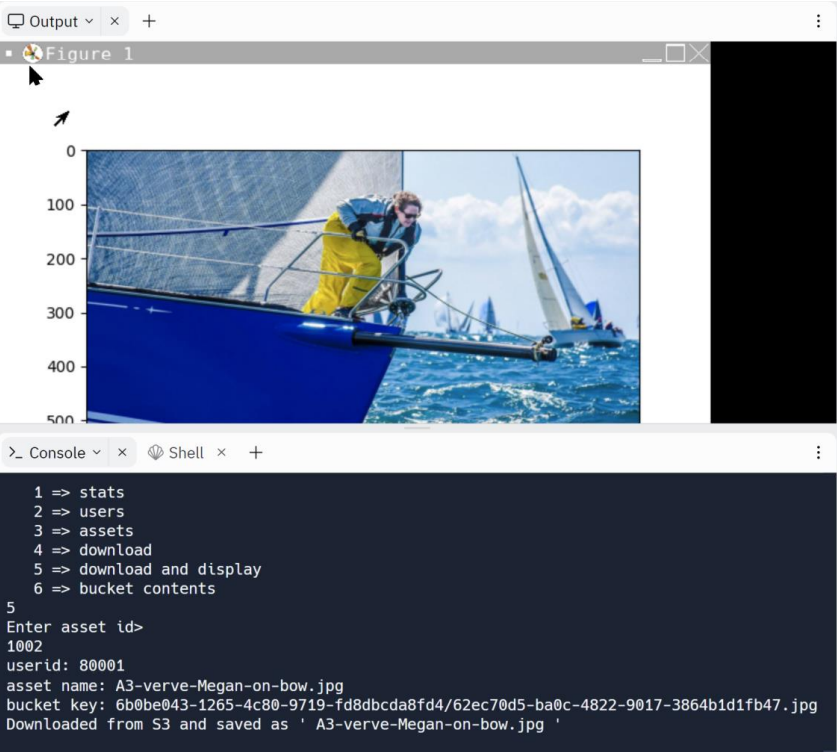 Output
Figure 1
0
100
200
300
400
500
Console
Shell
1 => stats
2 => users
3 => assets
4 => download
5 => download and display
6 => bucket contents
5
Enter asset id>
1002
userid: 80001
asset name: A3-verve-Megan-on-bow.jpg
bucket key: 6b0be043-1265-4c80-9719-fd8dbcda8fd4/62ec70d5-ba0c-4822-9017-3864b1d1fb47.jpg
Downloaded from S3 and saved as ' A3-verve-Megan-on-bow.jpg '